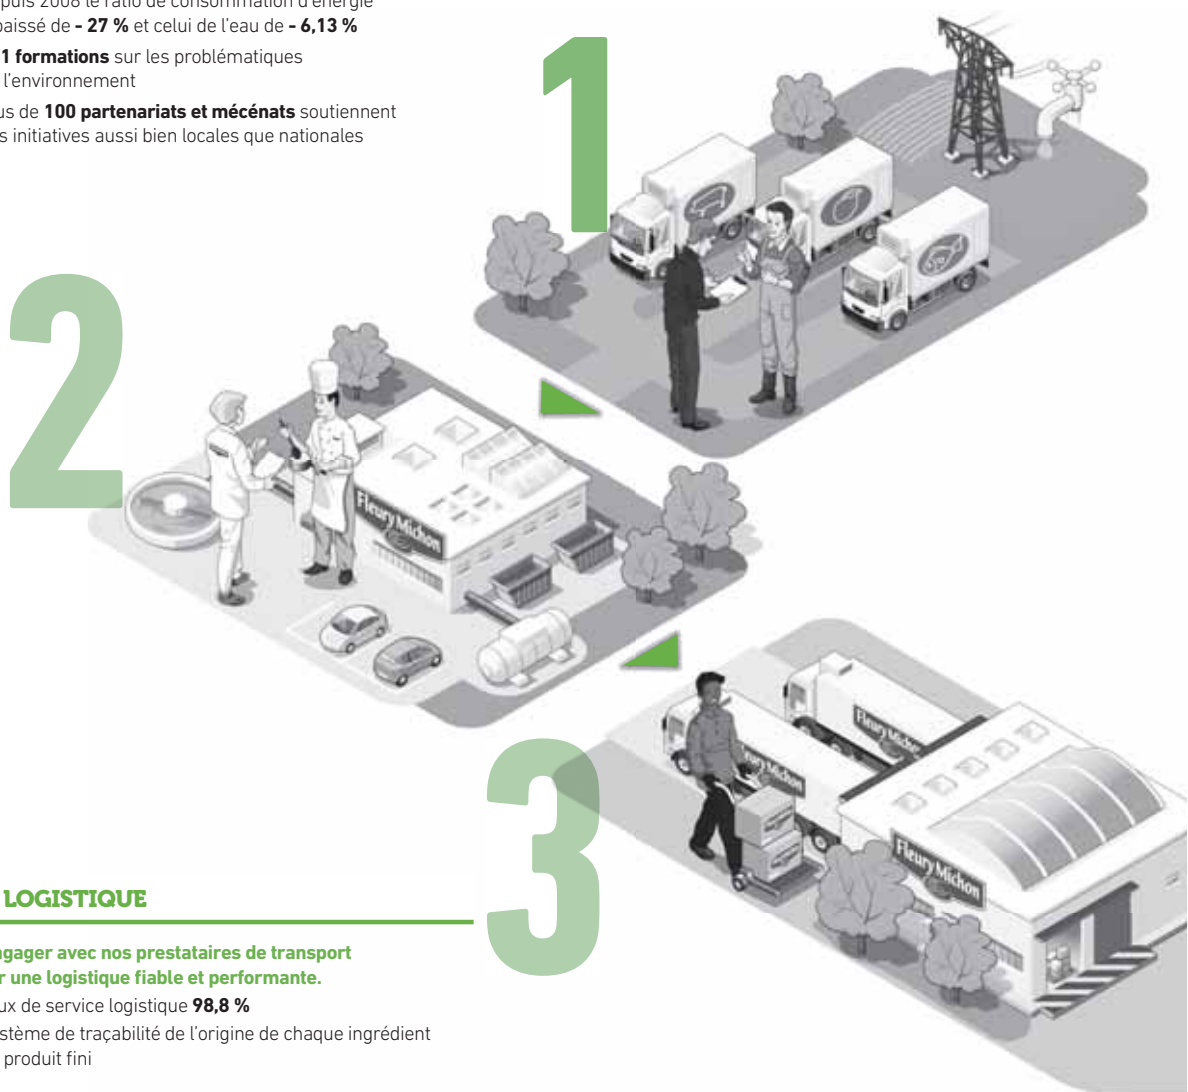 puis 2008 le ratio de consommation d'énergie
baissé de - 27 % et celui de l'eau de - 6,13 %
1 formations sur les problématiques
l'environnement
us de 100 partenariats et mécénats soutiennent
s initiatives aussi bien locales que nationales
1
2
Fleury Michon
3
Fleury Michon
Fleury Michon
Fleury Michon
LOGISTIQUE
ngager avec nos prestataires de transport
r une logistique fiable et performante.
ux de service logistique 98,8 %
stème de traçabilité de l'origine de chaque ingrédient
produit fini